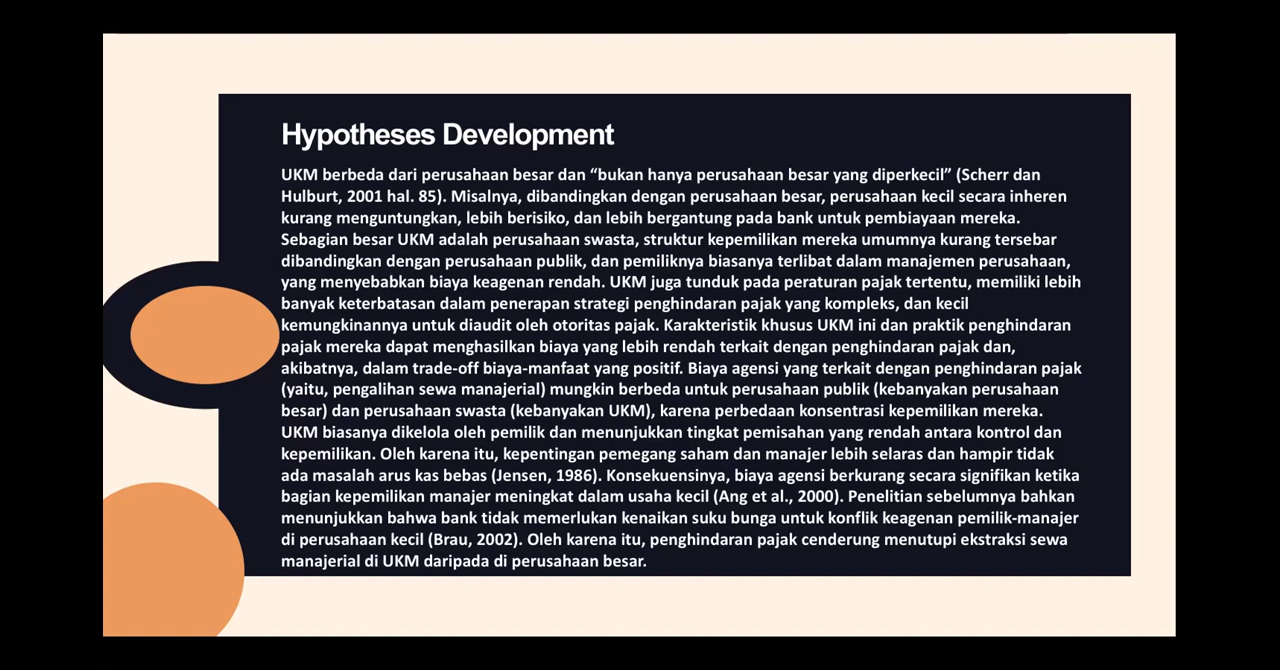 Hypotheses Development
UKM berbeda dari perusahaan besar dan “bukan hanya perusahaan besar yang diperkecil” (Scherr dan
Hulburt, 2001 hal. 85). Misalnya, dibandingkan dengan perusahaan besar, perusahaan kecil secara inheren
kurang menguntungkan, lebih berisiko, dan lebih bergantung pada bank untuk pembiayaan mereka.
Sebagian besar UKM adalah perusahaan swasta, struktur kepemilikan mereka umumnya kurang tersebar
dibandingkan dengan perusahaan publik, dan pemiliknya biasanya terlibat dalam manajemen perusahaan,
yang menyebabkan biaya keagenan rendah. UKM juga tunduk pada peraturan pajak tertentu, memiliki lebih
banyak keterbatasan dalam penerapan strategi penghindaran pajak yang kompleks, dan kecil
kemungkinannya untuk diaudit oleh otoritas pajak. Karakteristik khusus UKM ini dan praktik penghindaran
pajak mereka dapat menghasilkan biaya yang lebih rendah terkait dengan penghindaran pajak dan,
akibatnya, dalam trade-off biaya-manfaat yang positif. Biaya agensi yang terkait dengan penghindaran pajak
(yaitu, pengalihan sewa manajerial) mungkin berbeda untuk perusahaan publik (kebanyakan perusahaan
besar) dan perusahaan swasta (kebanyakan UKM), karena perbedaan konsentrasi kepemilikan mereka.
UKM biasanya dikelola oleh pemilik dan menunjukkan tingkat pemisahan yang rendah antara kontrol dan
kepemilikan. Oleh karena itu, kepentingan pemegang saham dan manajer lebih selaras dan hampir tidak
ada masalah arus kas bebas (Jensen, 1986). Konsekuensinya, biaya agensi berkurang secara signifikan ketika
bagian kepemilikan manajer meningkat dalam usaha kecil (Ang et al., 2000). Penelitian sebelumnya bahkan
menunjukkan bahwa bank tidak memerlukan kenaikan suku bunga untuk konflik keagenan pemilik-manajer
di perusahaan kecil (Brau, 2002). Oleh karena itu, penghindaran pajak cenderung menutupi ekstraksi sewa
manajerial di UKM daripada di perusahaan besar.